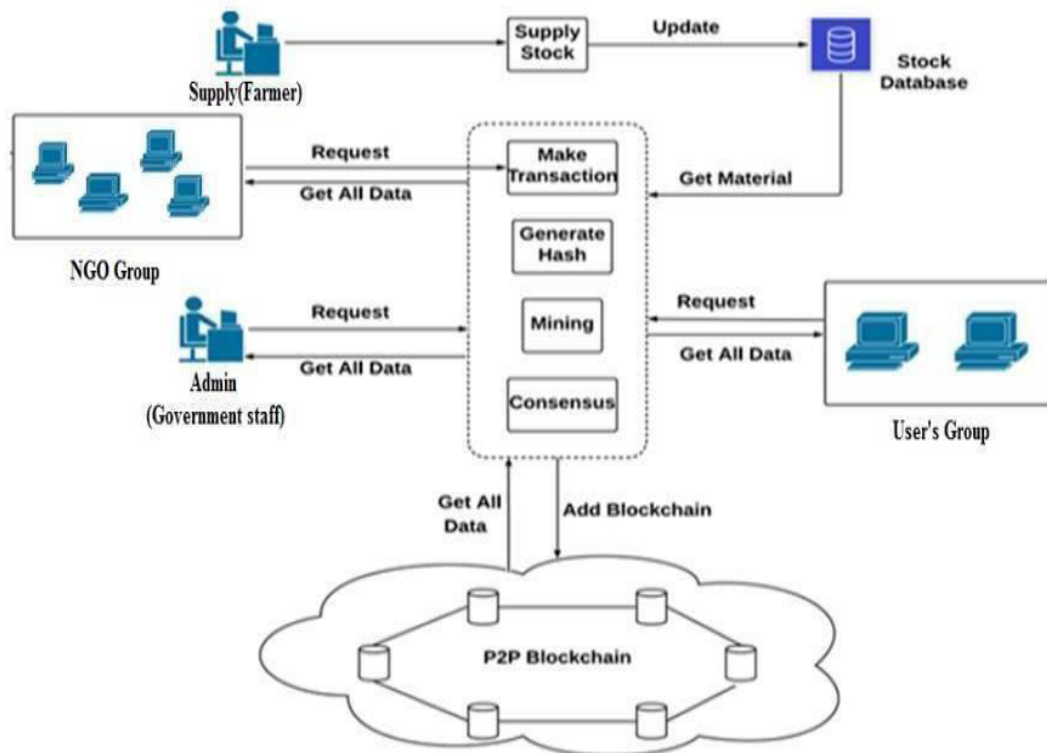 Supply
Stock
Update
Stock
Database
Supply(Farmer)
Request
Get All Data
NGO Group
Make
Transaction
Get Material
Generate
Hash
Mining
Consensus
Request
Get All Data
Admin
(Government staff)
Request
Get All Data
User's Group
Get All
Data
Add Blockchain
P2P Blockchain